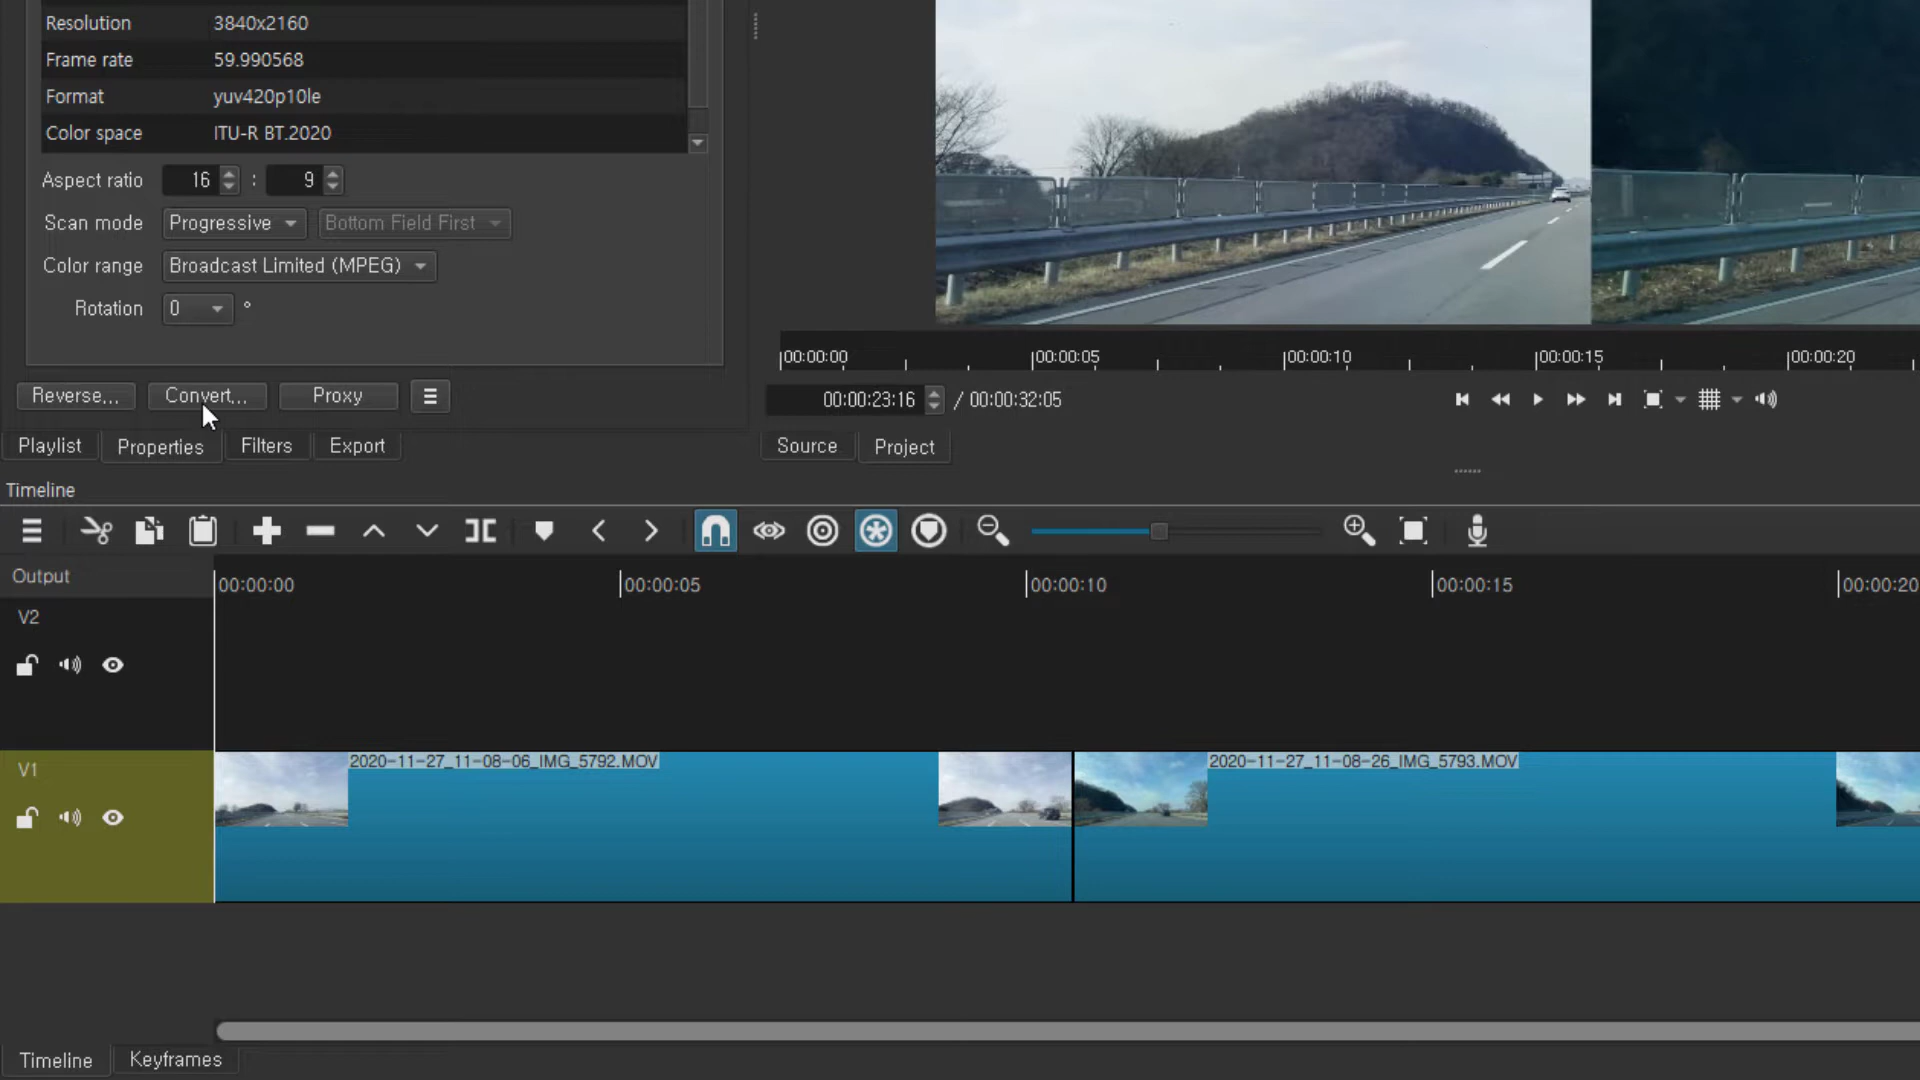 Resolution 3840x2160
Frame rate 59.990568
Format yuv420p10le
Color space ITU-R BT.2020
Aspect ratio 16 : 9
Scan mode Progressive Bottom Field First
Color range Broadcast Limited (MPEG)
Rotation 0 °
Reverse... Convert... Proxy
Playlist Properties Filters Export
00:00:00 00:00:05 00:00:10 00:00:15 00:00:20
00:00:23:16 / 00:00:32:05
Source Project
Timeline
Output
00:00:00 00:00:05 00:00:10 00:00:15 00:00:20
V2
V1
2020-11-27_11-08-06_IMG_5792.MOV 2020-11-27_11-08-26_IMG_5793.MOV
Timeline Keyframes